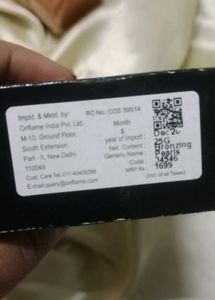 Impld. & Mktd. by:
Oriflame India Pvt. Ltd.
M-10, Ground Floor,
South Extension,
Part - II, New Delhi-
110049
Cust. Care Tel.:011-40409398
E-mail:query@oriflame.com
RC No.:COS 395/14
Month
& year of Import : Dec 20
Net. Content : 25G
Generic Name : Bronzing
Pearls
Code : 34546
MRP Rs : 1699
(Incl. of all Taxes)